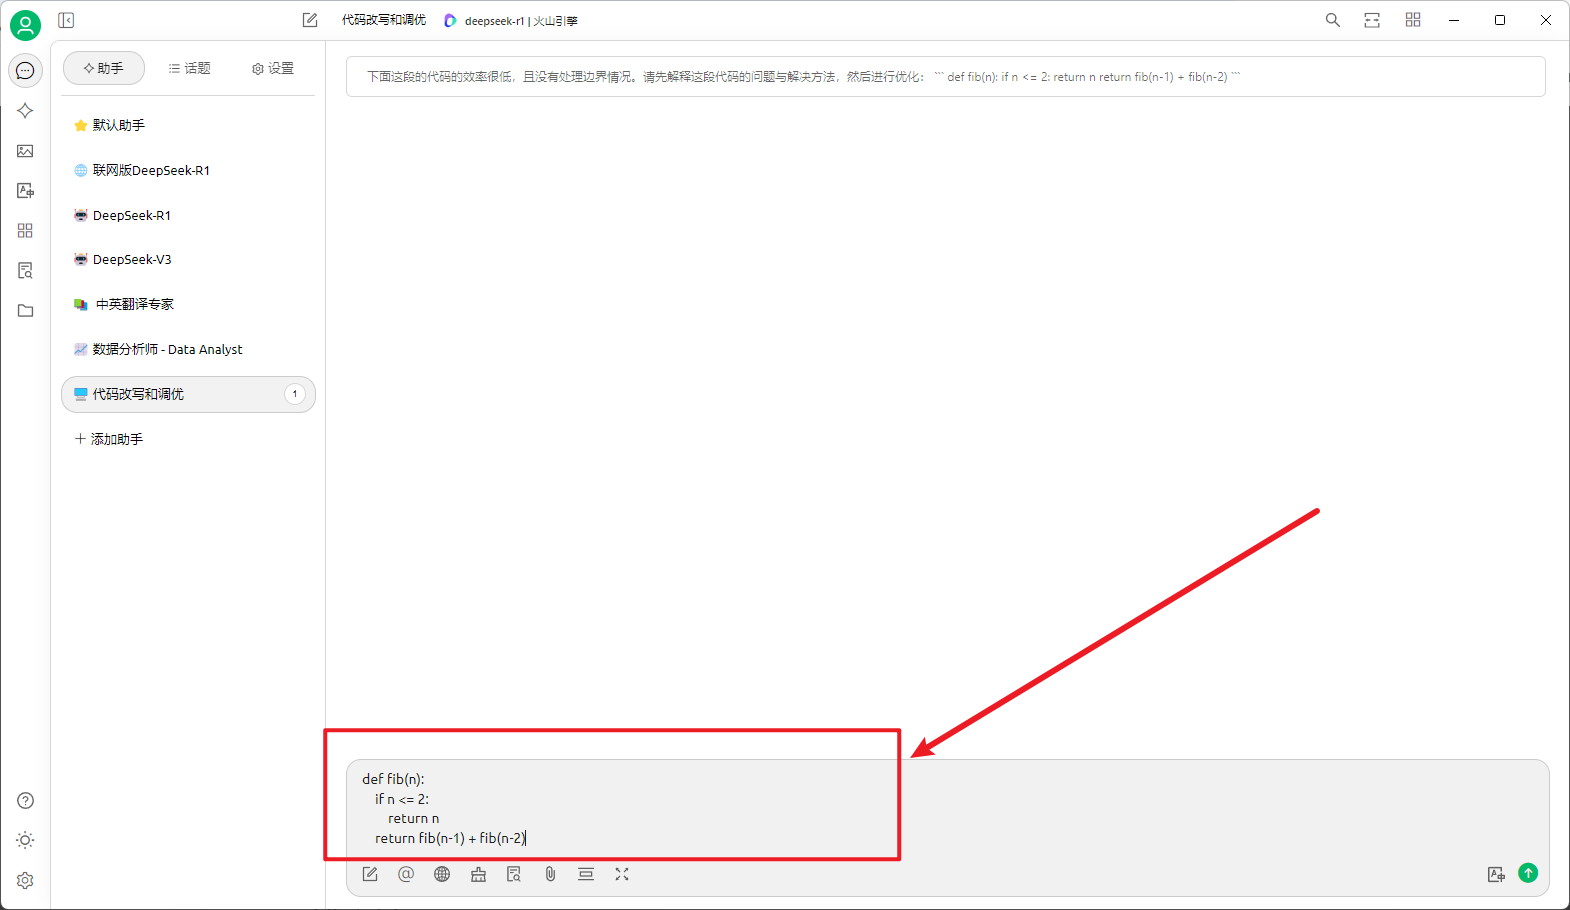 代码改写和调优 deepseek-r1 | 火山引擎
助手 话题 设置
下面这段的代码的效率很低，且没有处理边界情况。请先解释这段代码的问题与解决方法，然后进行优化： ``` def fib(n): if n <= 2: return n return fib(n-1) + fib(n-2) ```
默认助手
联网版DeepSeek-R1
DeepSeek-R1
DeepSeek-V3
中英翻译专家
数据分析师 - Data Analyst
代码改写和调优 1
添加助手
def fib(n):
if n <= 2:
return n
return fib(n-1) + fib(n-2)